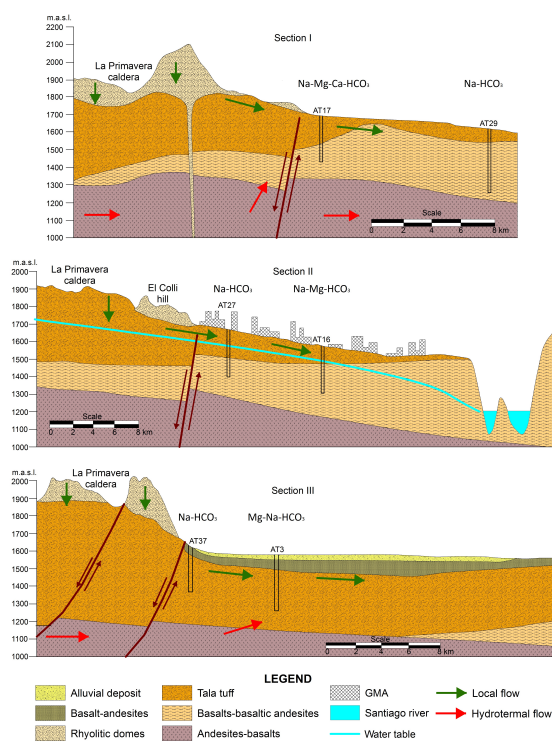 m.a.s.l.
2200
2100
2000
1900
1800
1700
1600
1500
1400
1300
1200
1100
1000
Section I
La Primavera
caldera
Na-Mg-Ca-HCO₃
Na-HCO₃
AT17
AT29
Scale
0 2 4 6 8 km
m.a.s.l.
2000
1900
1800
1700
1600
1500
1400
1300
1200
1100
1000
Section II
La Primavera
caldera
El Colli
hill
Na-HCO₃
Na-Mg-HCO₃
AT27
AT16
Scale
0 2 4 6 8 km
m.a.s.l.
2000
1900
1800
1700
1600
1500
1400
1300
1200
1100
1000
Section III
La Primavera
caldera
Na-HCO₃
Mg-Na-HCO₃
AT37
AT3
Scale
0 2 4 6 8 km
LEGEND
Alluvial deposit
Tala tuff
GMA
Local flow
Basalt-andesites
Basalts-basaltic andesites
Santiago river
Hydrotermal flow
Rhyolitic domes
Andesites-basalts
Water table